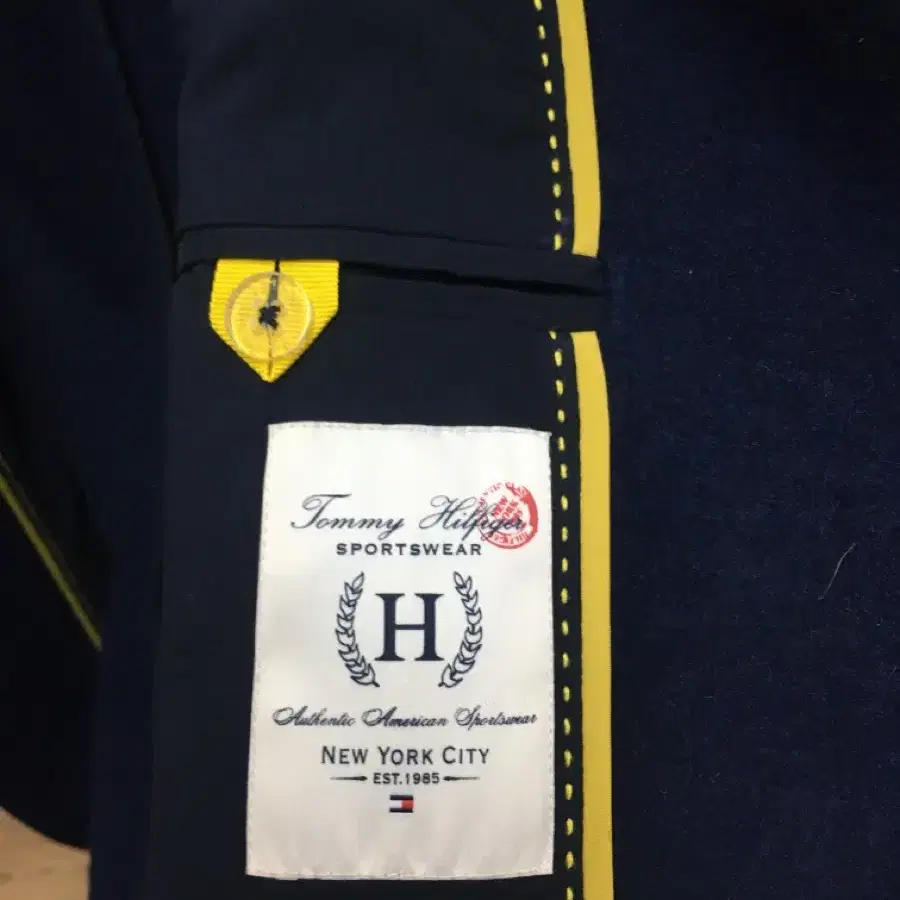 Tommy Hilfiger
SPORTSWEAR
H
Authentic American Sportswear
NEW YORK CITY
EST.1985